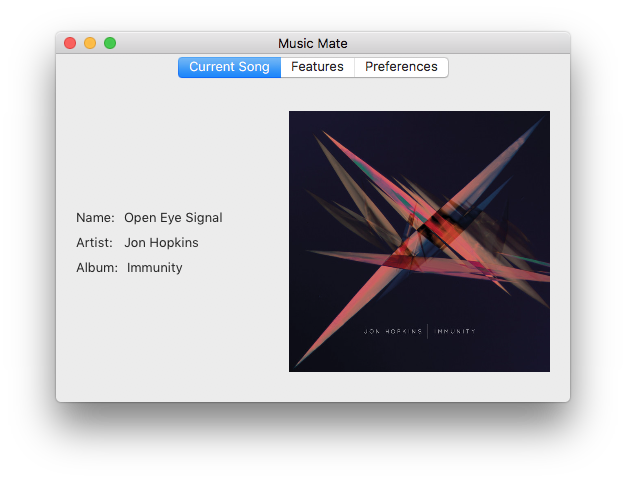 Music Mate
Current Song Features Preferences
Name: Open Eye Signal
Artist: Jon Hopkins
Album: Immunity
JON HOPKINS | IMMUNITY